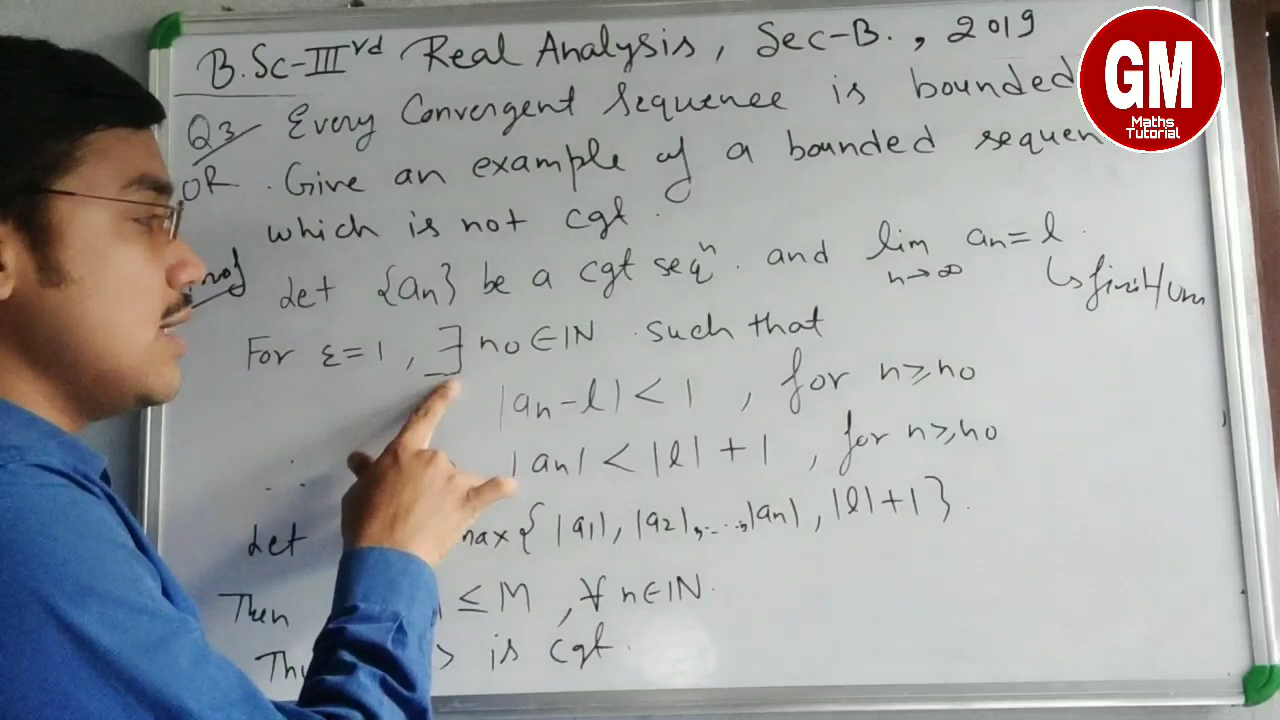 B.Sc-IIIrd Real Analysis, Sec-B., 2019
GM
Maths
Tutorial
Q3 Every Convergent Sequence is bounded
OR . Give an example of a bounded sequen
which is not cgt.
Let {an} be a cgt seqn. and lim an = l.
n→∞
↳ finite
For ε=1, ∃ n0 ∈ IN such that
|an - l| < 1 , for n ≥ n0
∴ |an| < |l| + 1 , for n ≥ n0
Let max{ |a1|, |a2|, ..., |an|, |l|+1 }.
Then ≤ M , ∀ n ∈ IN.
> is cgt.